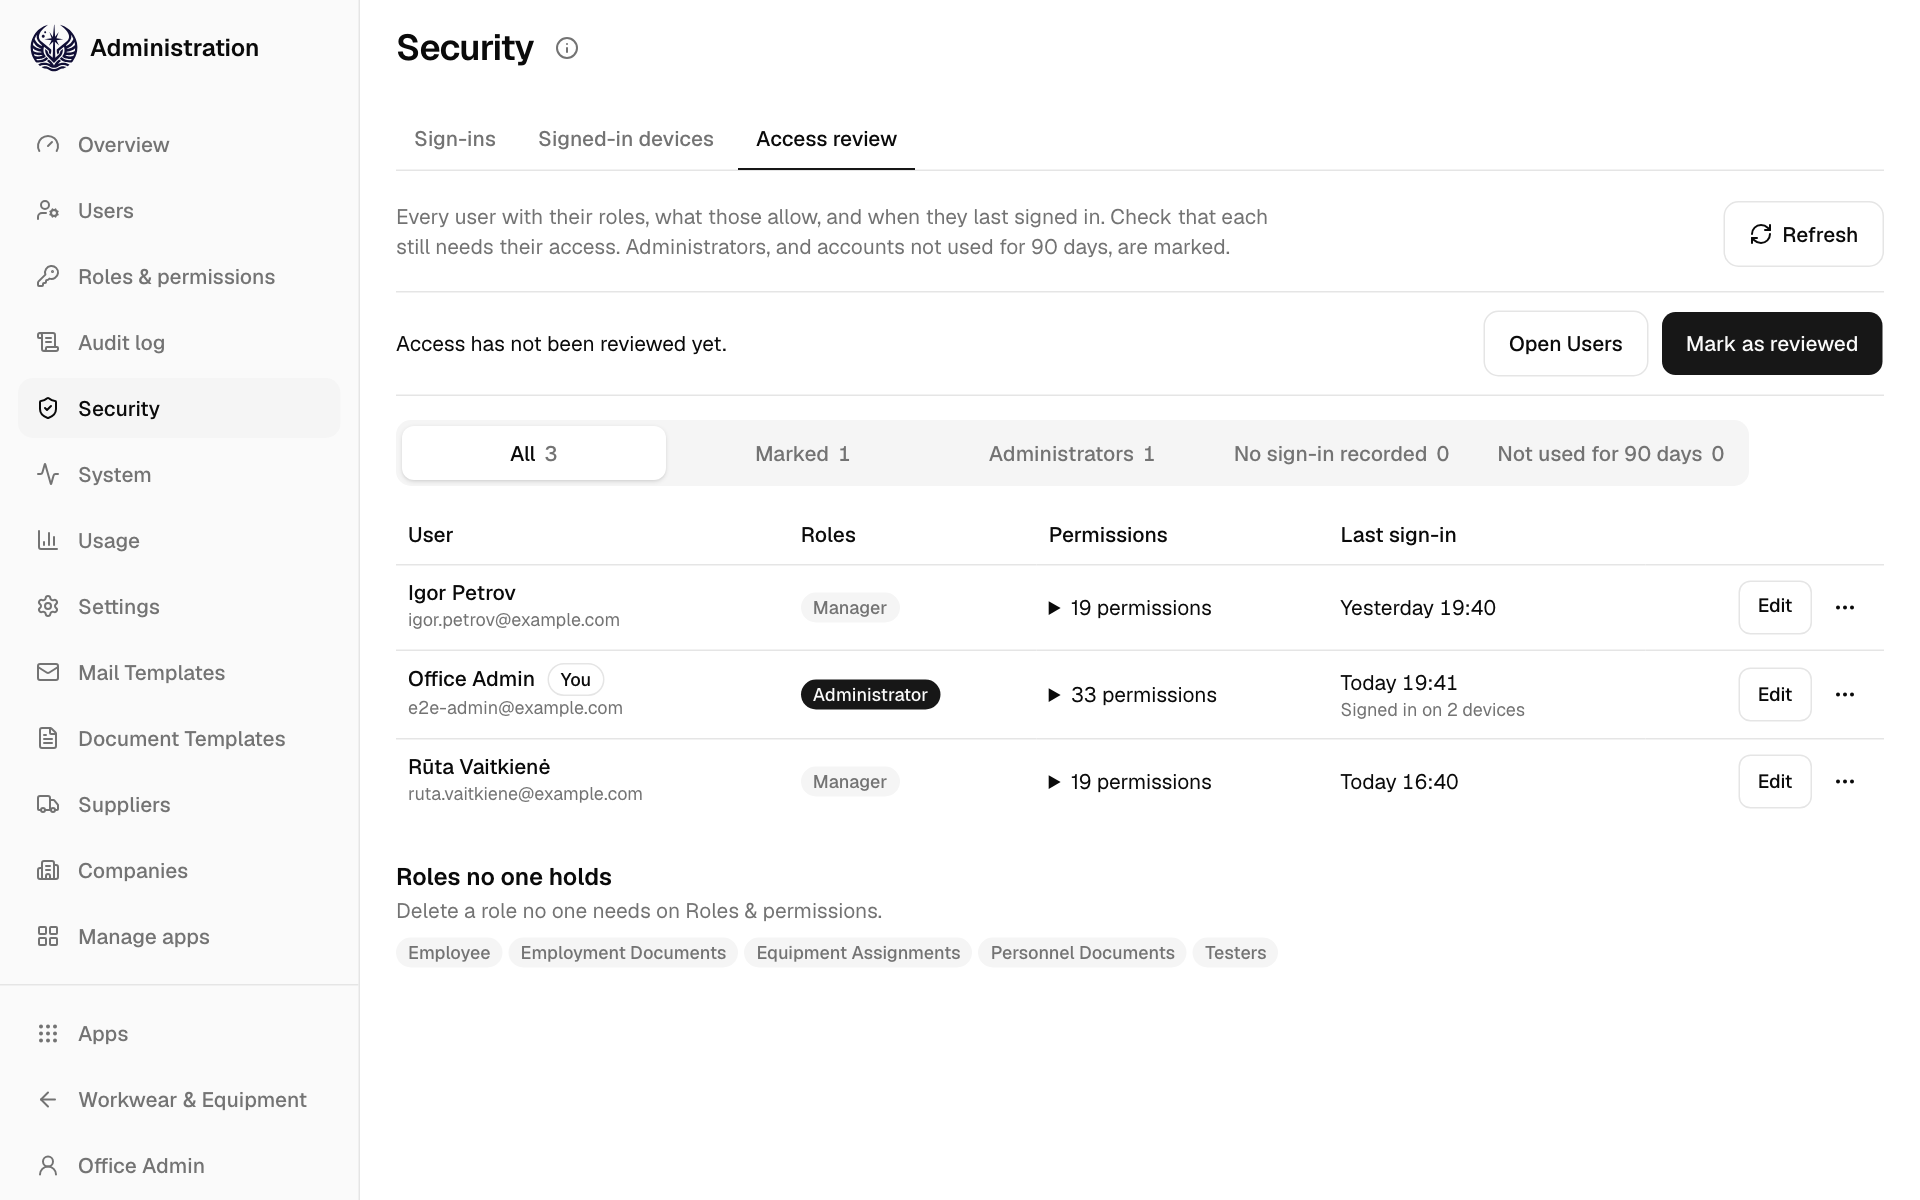 Administration
Overview
Users
Roles & permissions
Audit log
Security
System
Usage
Settings
Mail Templates
Document Templates
Suppliers
Companies
Manage apps
Apps
Workwear & Equipment
Office Admin
Security
Sign-ins
Signed-in devices
Access review
Every user with their roles, what those allow, and when they last signed in. Check that each
still needs their access. Administrators, and accounts not used for 90 days, are marked.
Refresh
Access has not been reviewed yet.
Open Users
Mark as reviewed
All 3
Marked 1
Administrators 1
No sign-in recorded 0
Not used for 90 days 0
User Roles Permissions Last sign-in
Igor Petrov
igor.petrov@example.com
Manager
19 permissions
Yesterday 19:40
Edit
Office Admin You
e2e-admin@example.com
Administrator
33 permissions
Today 19:41
Signed in on 2 devices
Edit
Rūta Vaitkienė
ruta.vaitkiene@example.com
Manager
19 permissions
Today 16:40
Edit
Roles no one holds
Delete a role no one needs on Roles & permissions.
Employee
Employment Documents
Equipment Assignments
Personnel Documents
Testers